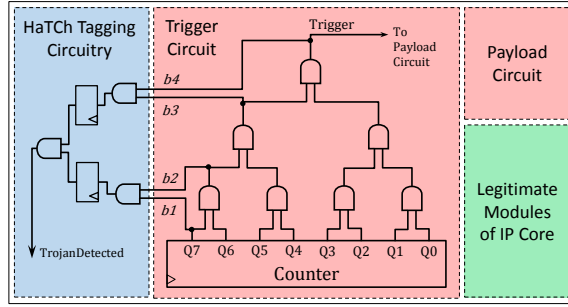 HaTCh Tagging
Circuitry
Trigger
Circuit
Trigger
To
Payload
Circuit
Payload
Circuit
b4
b3
b2
b1
Legitimate
Modules
of IP Core
TrojanDetected
Q7 Q6 Q5 Q4 Q3 Q2 Q1 Q0
Counter